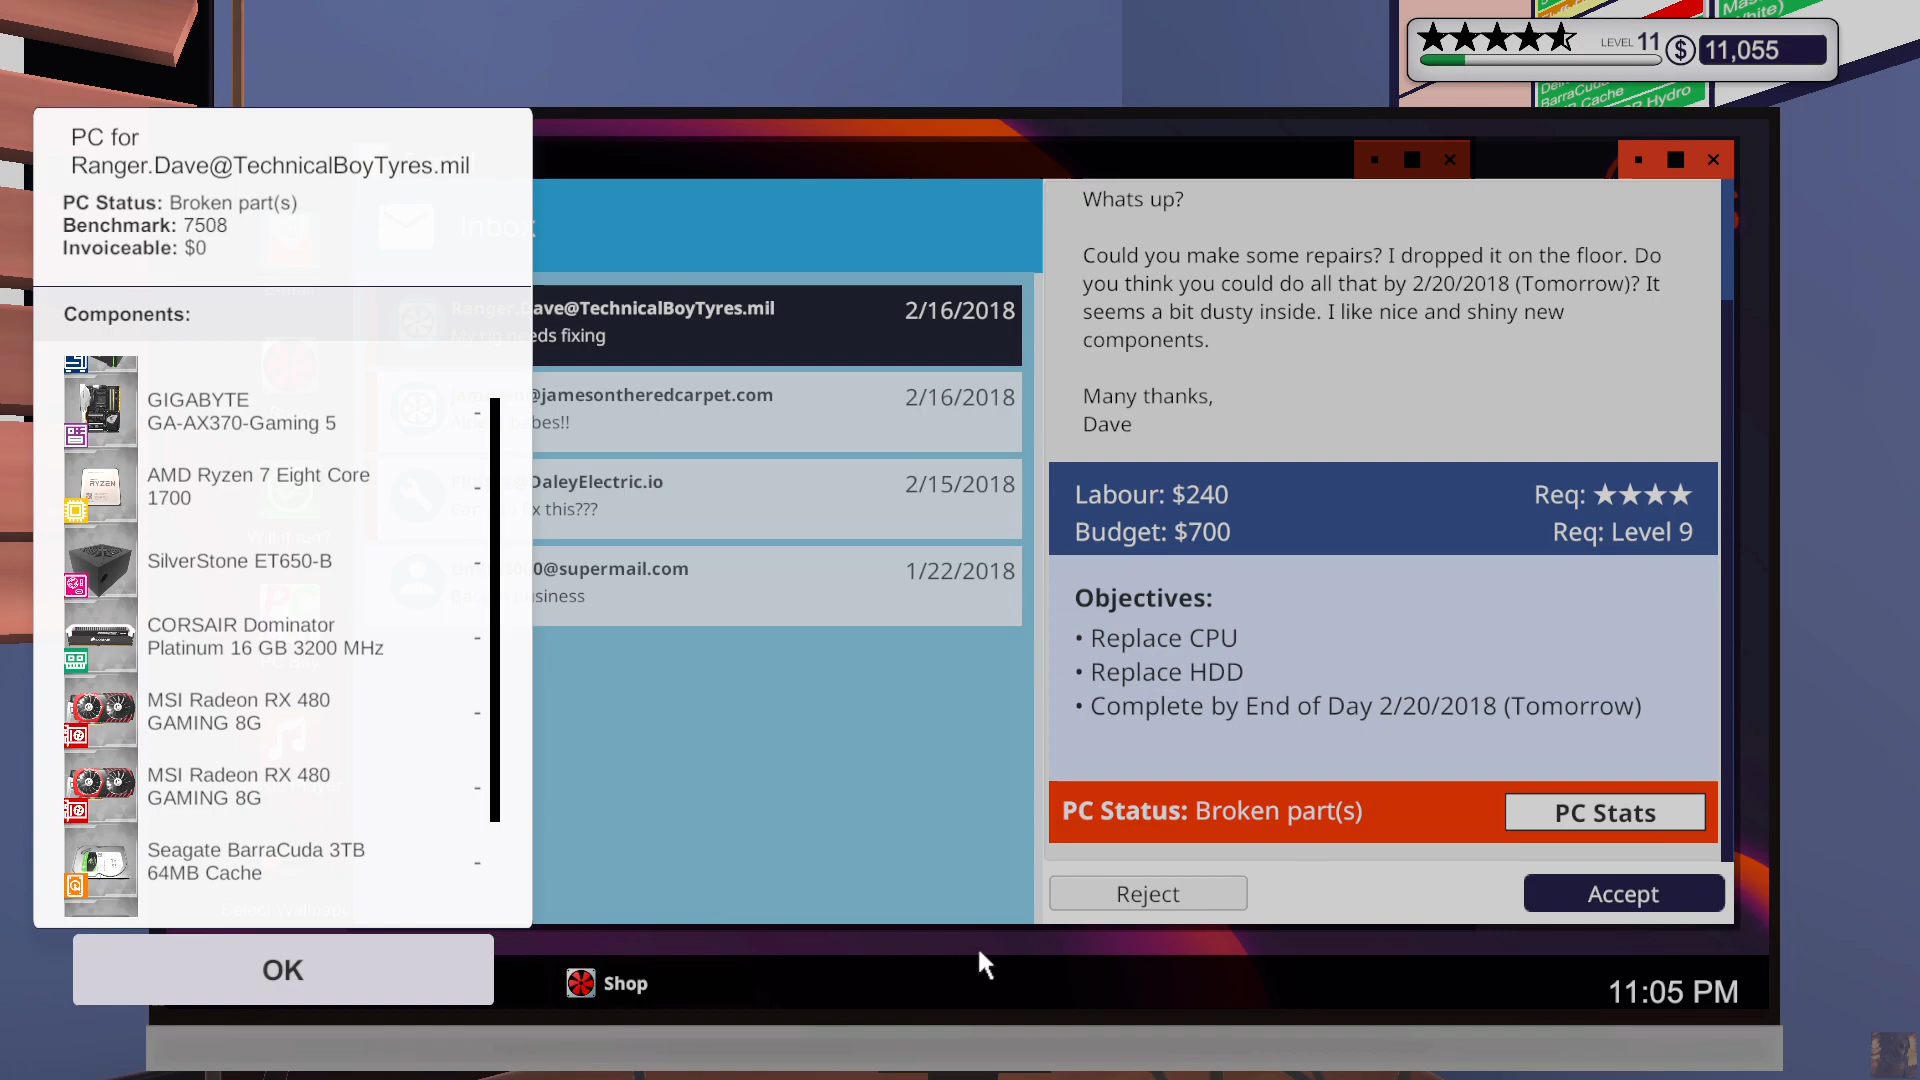 LEVEL 11
$ 11,055
PC for
Ranger.Dave@TechnicalBoyTyres.mil
PC Status: Broken part(s)
Benchmark: 7508
Invoiceable: $0
Components:
GIGABYTE
GA-AX370-Gaming 5
-
AMD Ryzen 7 Eight Core
1700
-
SilverStone ET650-B
-
CORSAIR Dominator
Platinum 16 GB 3200 MHz
-
MSI Radeon RX 480
GAMING 8G
-
MSI Radeon RX 480
GAMING 8G
-
Seagate BarraCuda 3TB
64MB Cache
-
OK
Inbox
Ranger.Dave@TechnicalBoyTyres.mil
2/16/2018
My rig needs fixing
@jamesontheredcarpet.com
2/16/2018
DaleyElectric.io
2/15/2018
fix this???
0@supermail.com
1/22/2018
Whats up?
Could you make some repairs? I dropped it on the floor. Do
you think you could do all that by 2/20/2018 (Tomorrow)? It
seems a bit dusty inside. I like nice and shiny new
components.
Many thanks,
Dave
Labour: $240
Req: ★★★★
Budget: $700
Req: Level 9
Objectives:
• Replace CPU
• Replace HDD
• Complete by End of Day 2/20/2018 (Tomorrow)
PC Status: Broken part(s)
PC Stats
Reject
Accept
Shop
11:05 PM